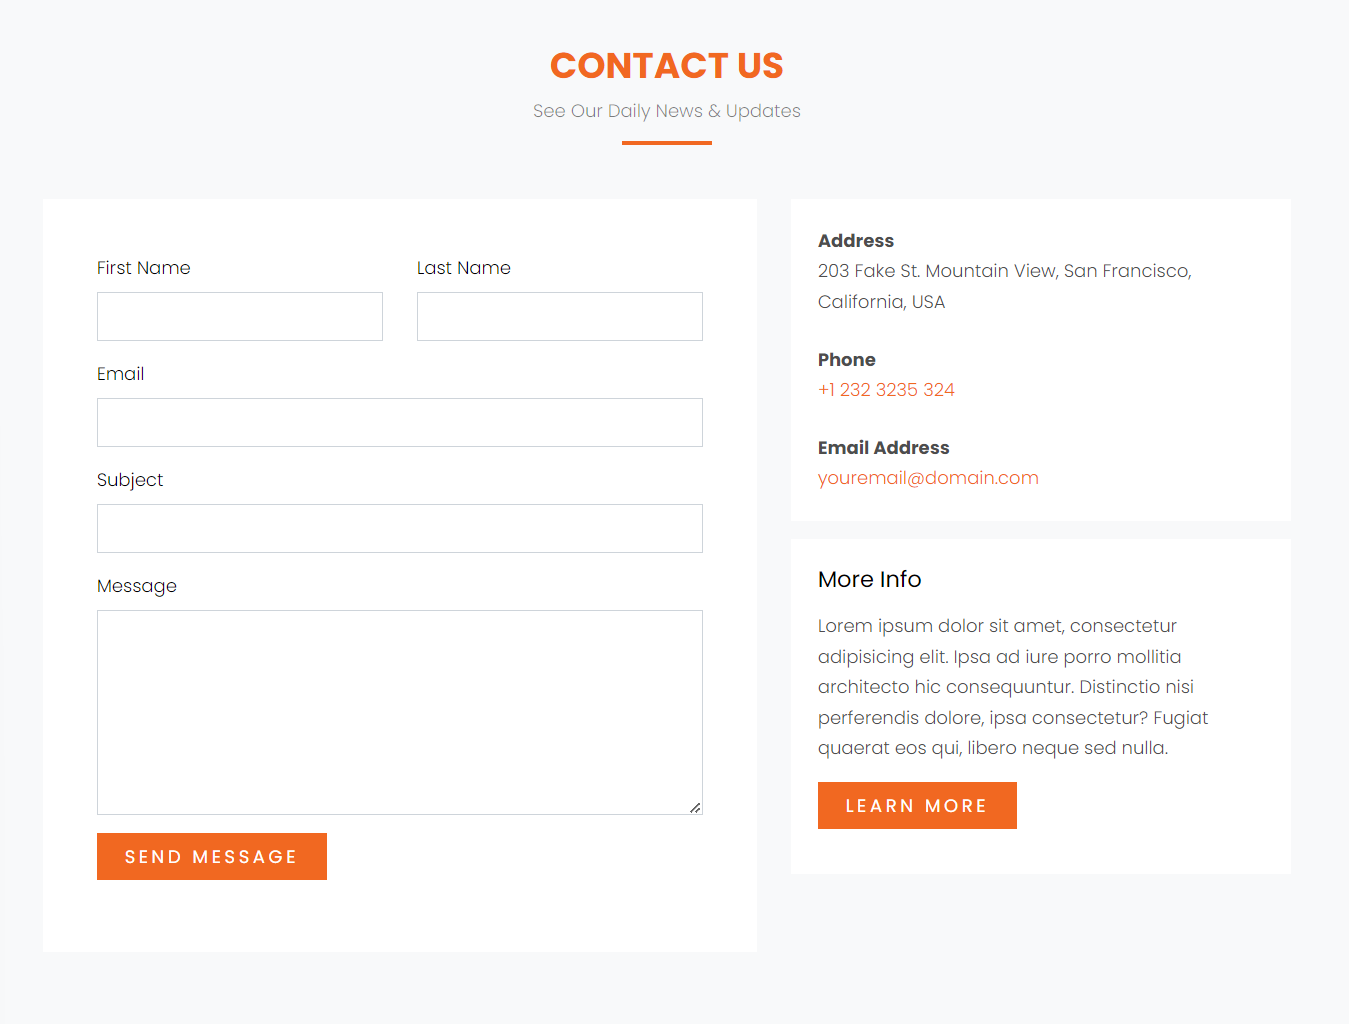 CONTACT US
See Our Daily News & Updates
First Name
Last Name
Email
Subject
Message
SEND MESSAGE
Address
203 Fake St. Mountain View, San Francisco,
California, USA
Phone
+1 232 3235 324
Email Address
youremail@domain.com
More Info
Lorem ipsum dolor sit amet, consectetur
adipisicing elit. Ipsa ad iure porro mollitia
architecto hic consequuntur. Distinctio nisi
perferendis dolore, ipsa consectetur? Fugiat
quaerat eos qui, libero neque sed nulla.
LEARN MORE